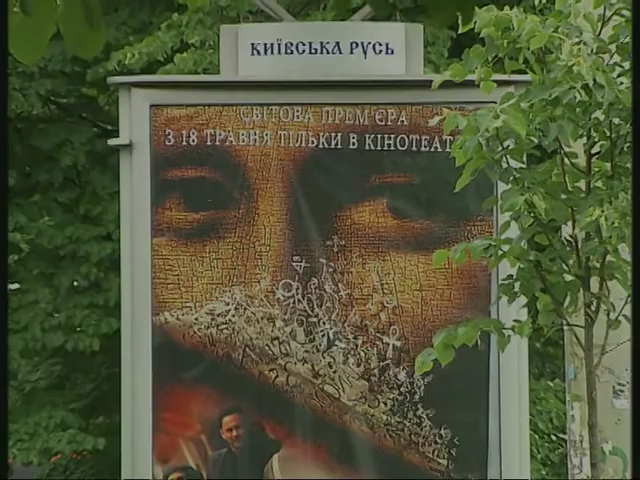 КИЇВСЬКА РУСЬ
СВІТОВА ПРЕМ'ЄРА
З 18 ТРАВНЯ ТІЛЬКИ В КІНОТЕАТ